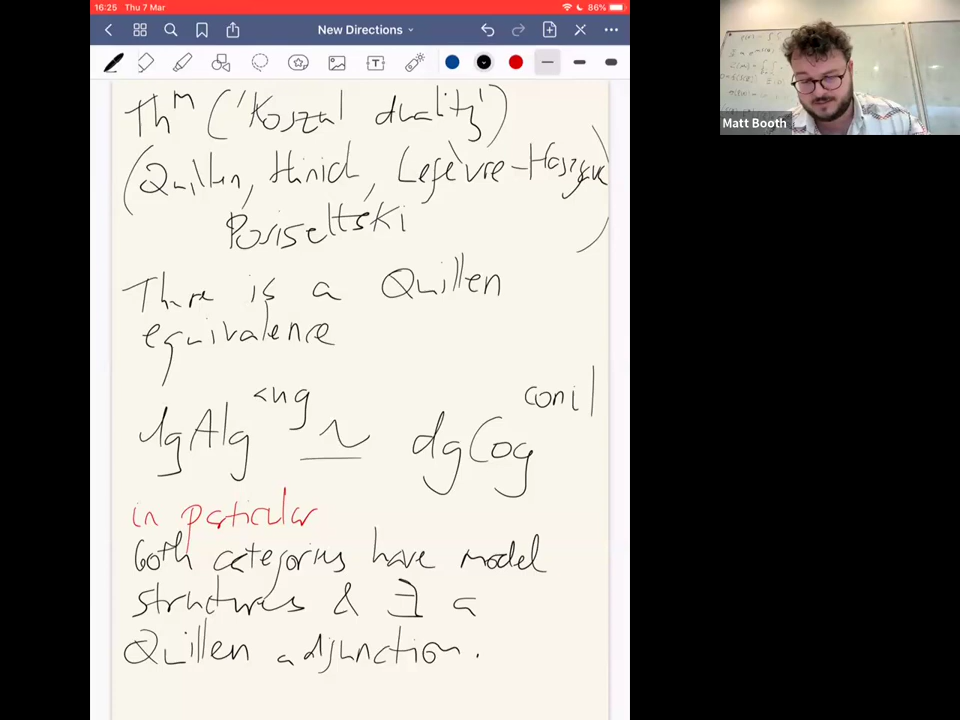 16:25 Thu 7 Mar
86%
New Directions
Matt Booth
Thm ('Koszul duality')
(Quillen, Hinich, Lefèvre-Hasegawa
Posiseltski)
There is a Quillen
equivalence
dgAlg^aug ≃ dgCog^conil
in particular
both categories have model
structures & ∃ a
Quillen adjunction.